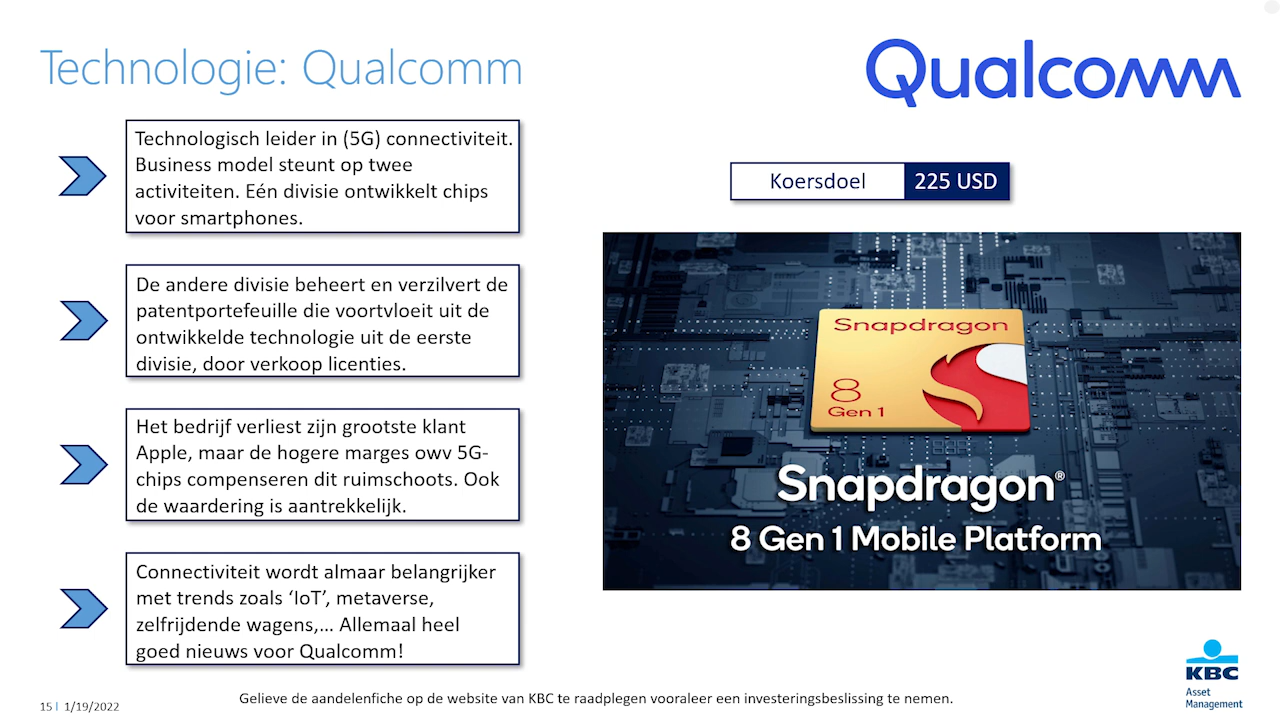 Technologie: Qualcomm
Qualcomm
Technologisch leider in (5G) connectiviteit.
Business model steunt op twee
activiteiten. Eén divisie ontwikkelt chips
voor smartphones.
Koersdoel 225 USD
De andere divisie beheert en verzilvert de
patentportefeuille die voortvloeit uit de
ontwikkelde technologie uit de eerste
divisie, door verkoop licenties.
Het bedrijf verliest zijn grootste klant
Apple, maar de hogere marges owv 5G-
chips compenseren dit ruimschoots. Ook
de waardering is aantrekkelijk.
Connectiviteit wordt almaar belangrijker
met trends zoals ‘IoT’, metaverse,
zelfrijdende wagens,... Allemaal heel
goed nieuws voor Qualcomm!
Snapdragon
8
Gen 1
Snapdragon®
8 Gen 1 Mobile Platform
KBC
Asset
Management
15 | 1/19/2022
Gelieve de aandelenfiche op de website van KBC te raadplegen vooraleer een investeringsbeslissing te nemen.